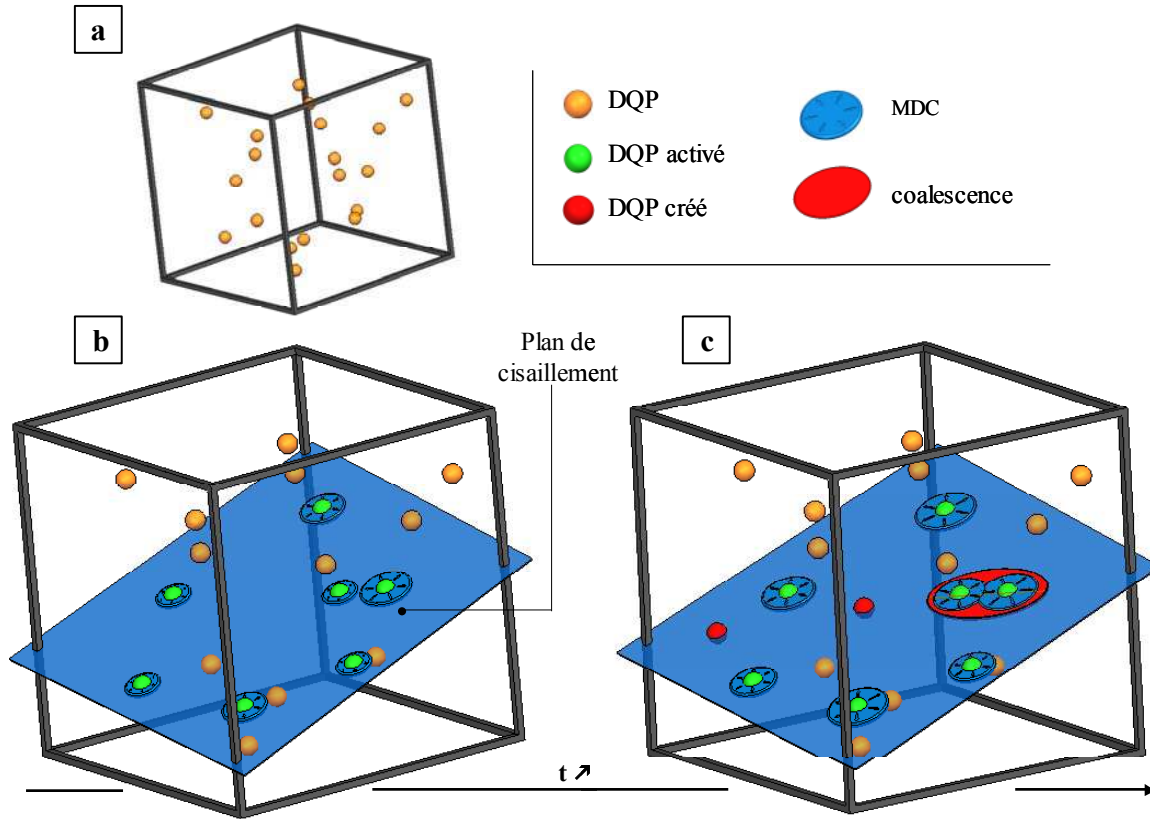 a
DQP
DQP activé
DQP créé
MDC
coalescence
b
Plan de
cisaillement
c
t ↗